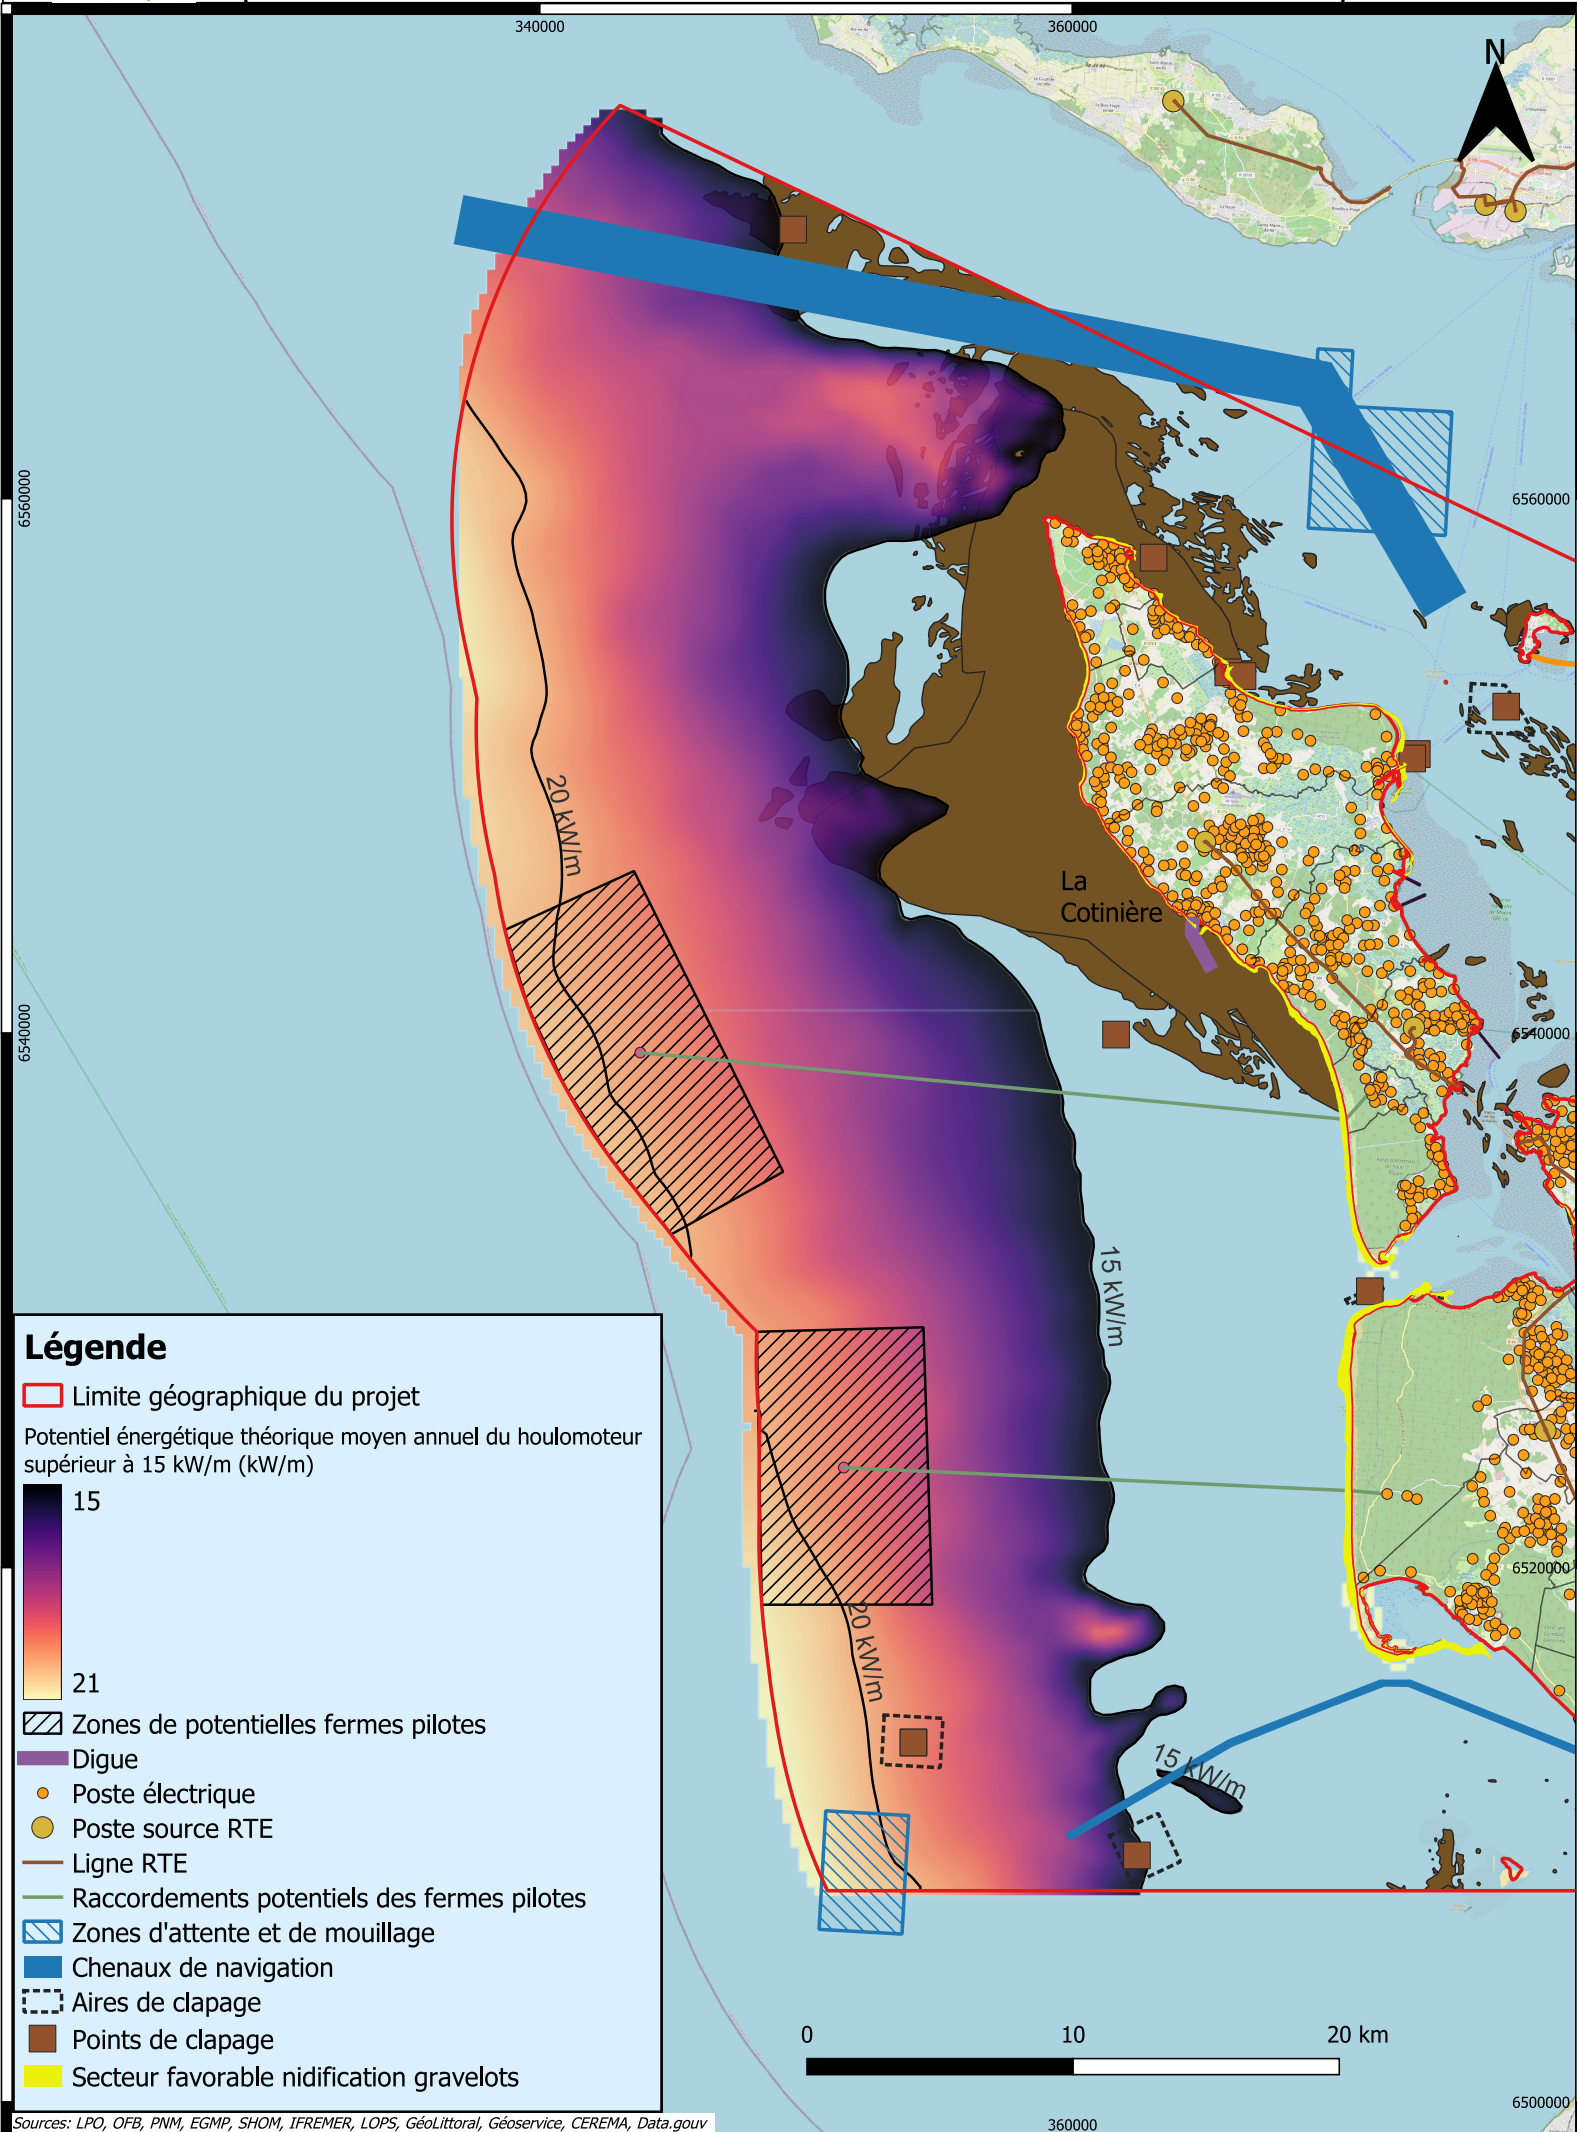 340000
360000
N
6560000
6560000
20 kW/m
La
Cotinière
6540000
6540000
15 kW/m
6520000
20 kW/m
15 kW/m
Légende
Limite géographique du projet
Potentiel énergétique théorique moyen annuel du houlomoteur
supérieur à 15 kW/m (kW/m)
15
21
Zones de potentielles fermes pilotes
Digue
Poste électrique
Poste source RTE
Ligne RTE
Raccordements potentiels des fermes pilotes
Zones d'attente et de mouillage
Chenaux de navigation
Aires de clapage
Points de clapage
Secteur favorable nidification gravelots
0 10 20 km
6500000
Sources: LPO, OFB, PNM, EGMP, SHOM, IFREMER, LOPS, GéoLittoral, Géoservice, CEREMA, Data.gouv
360000